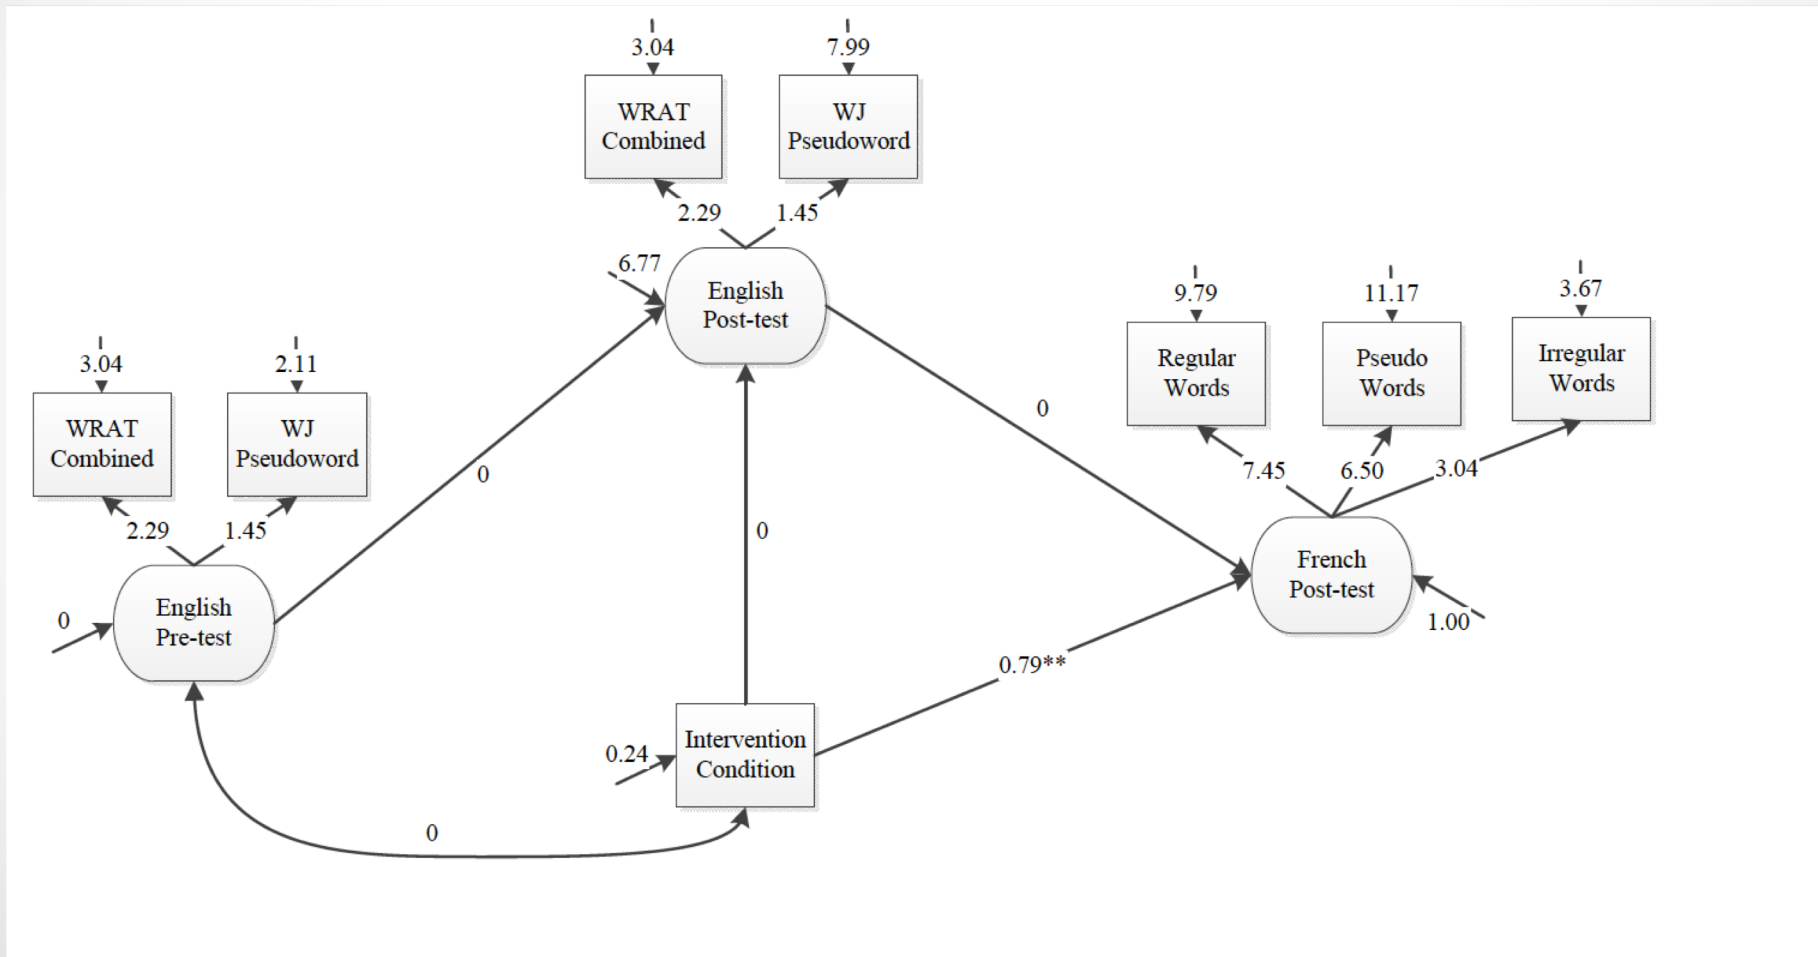 3.04
7.99
WRAT
Combined
WJ
Pseudoword
2.29
1.45
6.77
English
Post-test
9.79
11.17
3.67
Regular
Words
Pseudo
Words
Irregular
Words
3.04
2.11
WRAT
Combined
WJ
Pseudoword
0
0
7.45
6.50
3.04
2.29
1.45
0
English
Pre-test
0
French
Post-test
1.00
0.79**
0.24
Intervention
Condition
0